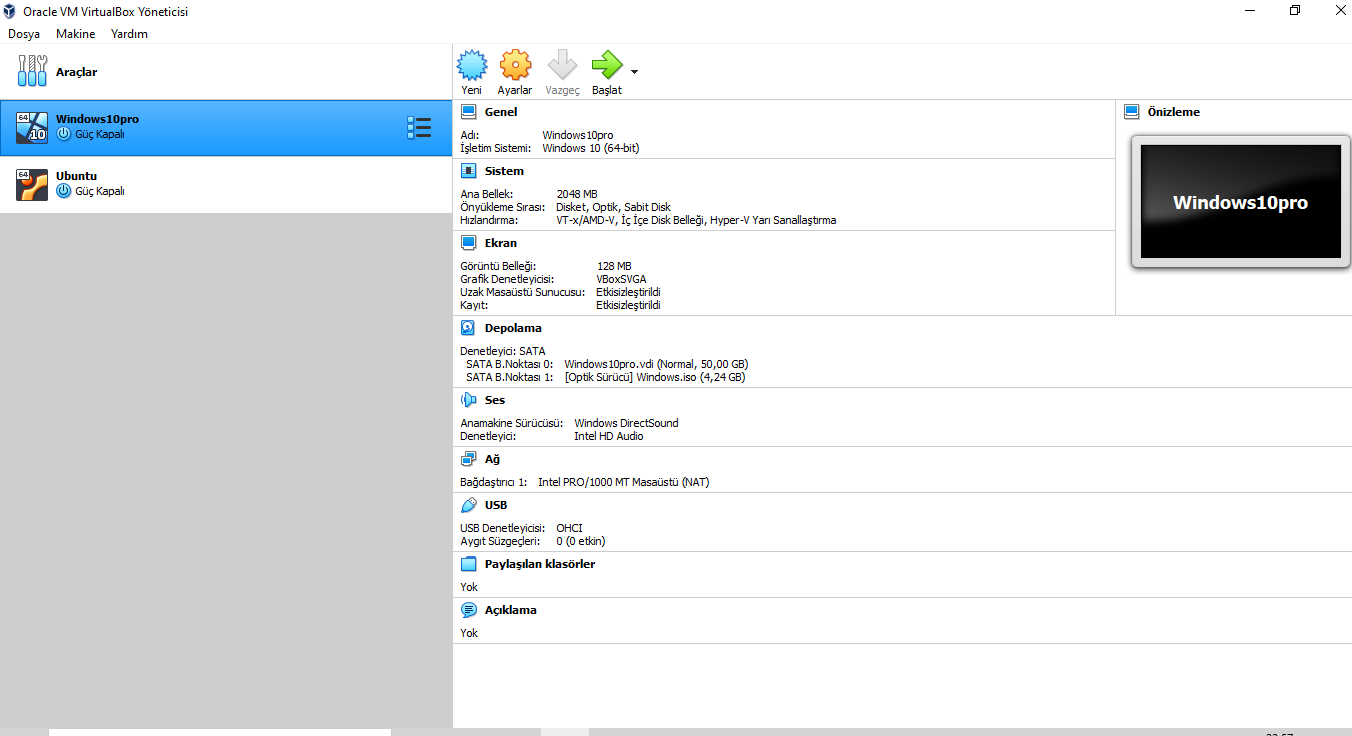 Oracle VM VirtualBox Yöneticisi
Dosya Makine Yardım
Araçlar
64 10 Windows10pro
Güç Kapalı
64 Ubuntu
Güç Kapalı
Yeni Ayarlar Vazgeç Başlat
Genel
Adı: Windows10pro
İşletim Sistemi: Windows 10 (64-bit)
Sistem
Ana Bellek: 2048 MB
Önyükleme Sırası: Disket, Optik, Sabit Disk
Hızlandırma: VT-x/AMD-V, İç İçe Disk Belleği, Hyper-V Yarı Sanallaştırma
Ekran
Görüntü Belleği: 128 MB
Grafik Denetleyicisi: VBoxSVGA
Uzak Masaüstü Sunucusu: Etkisizleştirildi
Kayıt: Etkisizleştirildi
Önizleme
Windows10pro
Depolama
Denetleyici: SATA
SATA B.Noktası 0: Windows10pro.vdi (Normal, 50,00 GB)
SATA B.Noktası 1: [Optik Sürücü] Windows.iso (4,24 GB)
Ses
Anamakine Sürücüsü: Windows DirectSound
Denetleyici: Intel HD Audio
Ağ
Bağdaştırıcı 1: Intel PRO/1000 MT Masaüstü (NAT)
USB
USB Denetleyicisi: OHCI
Aygıt Süzgeçleri: 0 (0 etkin)
Paylaşılan klasörler
Yok
Açıklama
Yok